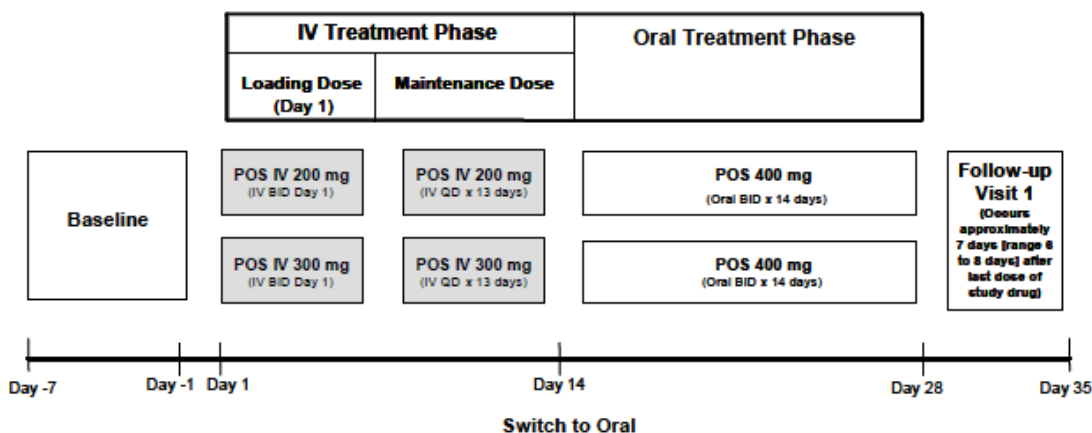 IV Treatment Phase
Oral Treatment Phase
Loading Dose
(Day 1)
Maintenance Dose
Baseline
POS IV 200 mg
(IV BID Day 1)
POS IV 200 mg
(IV QD x 13 days)
POS 400 mg
(Oral BID x 14 days)
POS IV 300 mg
(IV BID Day 1)
POS IV 300 mg
(IV QD x 13 days)
POS 400 mg
(Oral BID x 14 days)
Follow-up
Visit 1
(Occurs
approximately
7 days [range 6
to 8 days] after
last dose of
study drug)
Day -7
Day -1
Day 1
Day 14
Day 28
Day 35
Switch to Oral